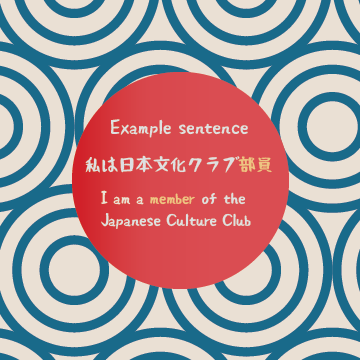 Example sentence
私は日本文化クラブ部員
I am a member of the
Japanese Culture Club